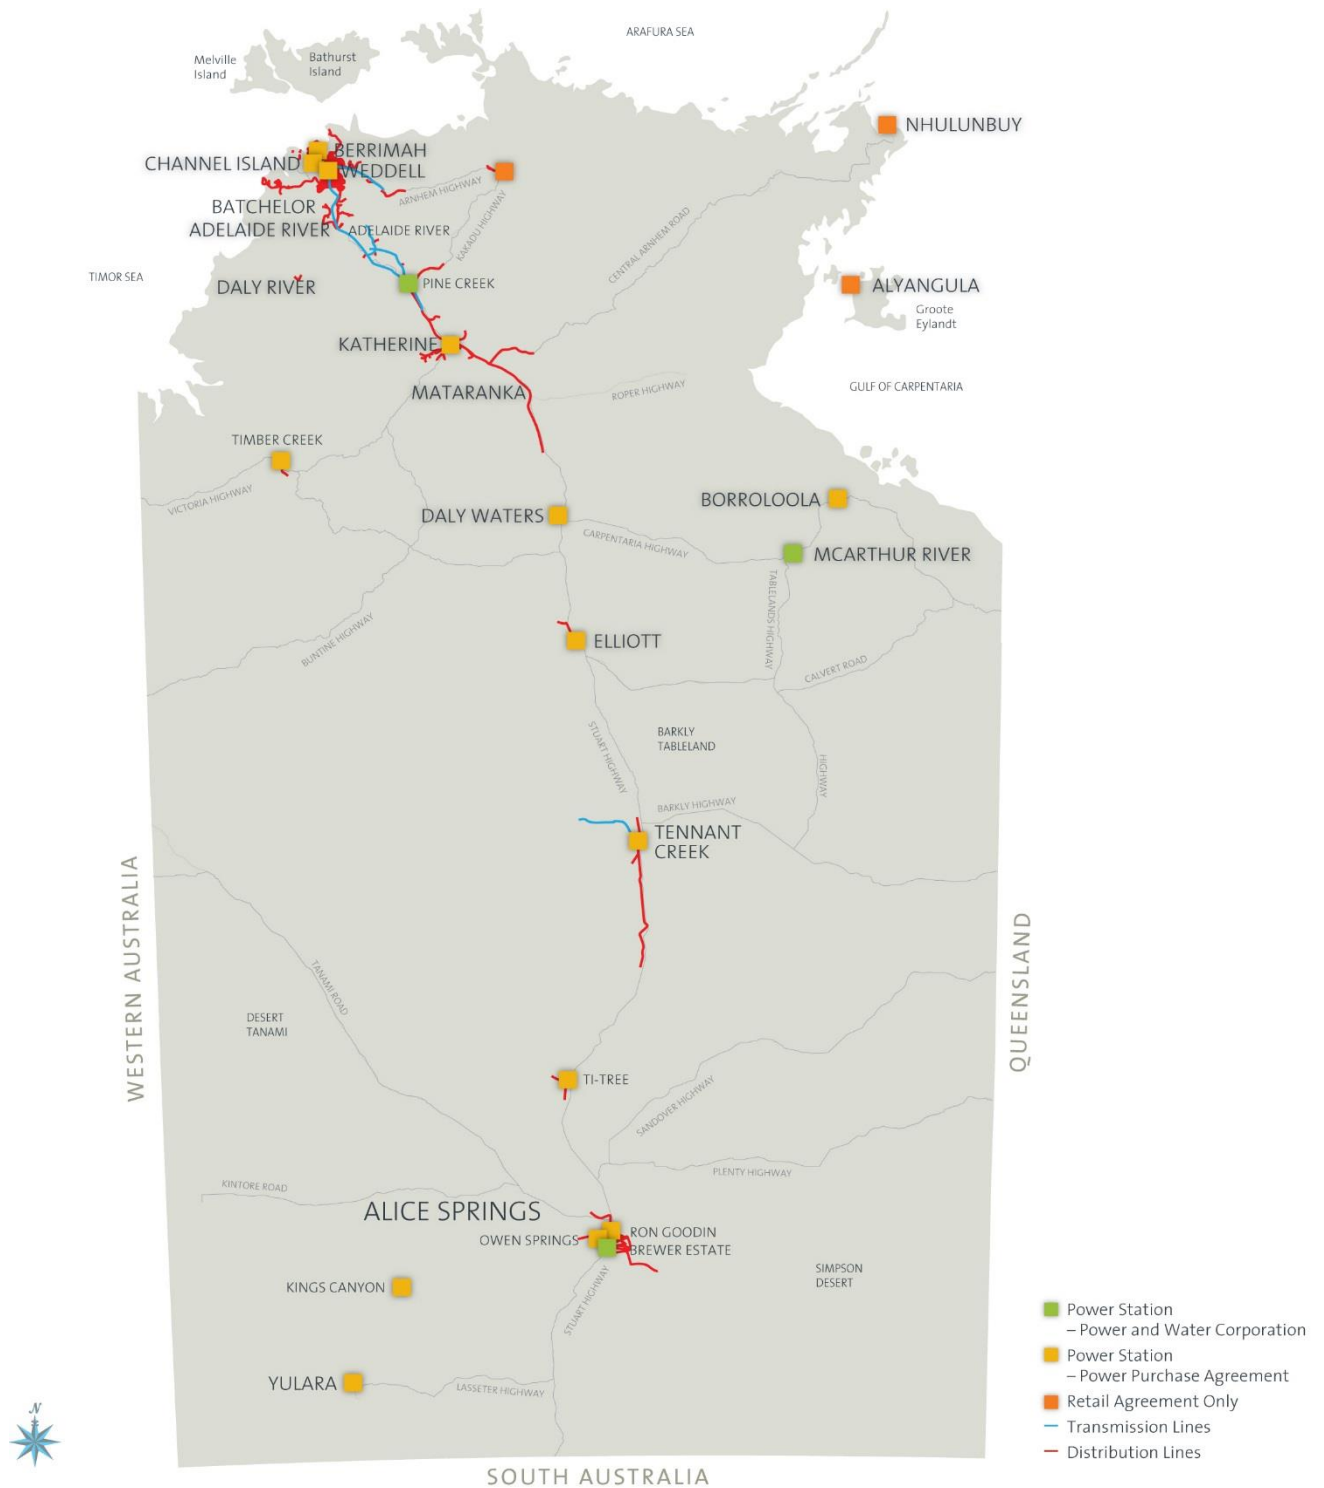 ARAFURA SEA
Melville
Island
Bathurst
Island
NHULUNBUY
BERRIMAH
CHANNEL ISLAND
WEDDELL
ARNHEM HIGHWAY
BATCHELOR
ADELAIDE RIVER
ADELAIDE RIVER
KAKADU HIGHWAY
CENTRAL ARNHEM ROAD
TIMOR SEA
DALY RIVER
PINE CREEK
ALYANGULA
Groote
Eylandt
KATHERINE
MATARANKA
ROPER HIGHWAY
GULF OF CARPENTARIA
TIMBER CREEK
VICTORIA HIGHWAY
BORROLOOLA
DALY WATERS
CARPENTARIA HIGHWAY
MCARTHUR RIVER
TABLELANDS HIGHWAY
BUNTINE HIGHWAY
ELLIOTT
CALVERT ROAD
STUART HIGHWAY
BARKLY
TABLELAND
HIGHWAY
BARKLY HIGHWAY
TENNANT
CREEK
WESTERN AUSTRALIA
QUEENSLAND
TANAMI ROAD
DESERT
TANAMI
TI-TREE
SANDOVER HIGHWAY
PLENTY HIGHWAY
KINTORE ROAD
ALICE SPRINGS
RON GOODIN
OWEN SPRINGS
BREWER ESTATE
SIMPSON
DESERT
KINGS CANYON
STUART HIGHWAY
YULARA
LASSETER HIGHWAY
Power Station
– Power and Water Corporation
Power Station
– Power Purchase Agreement
Retail Agreement Only
Transmission Lines
Distribution Lines
N
SOUTH AUSTRALIA